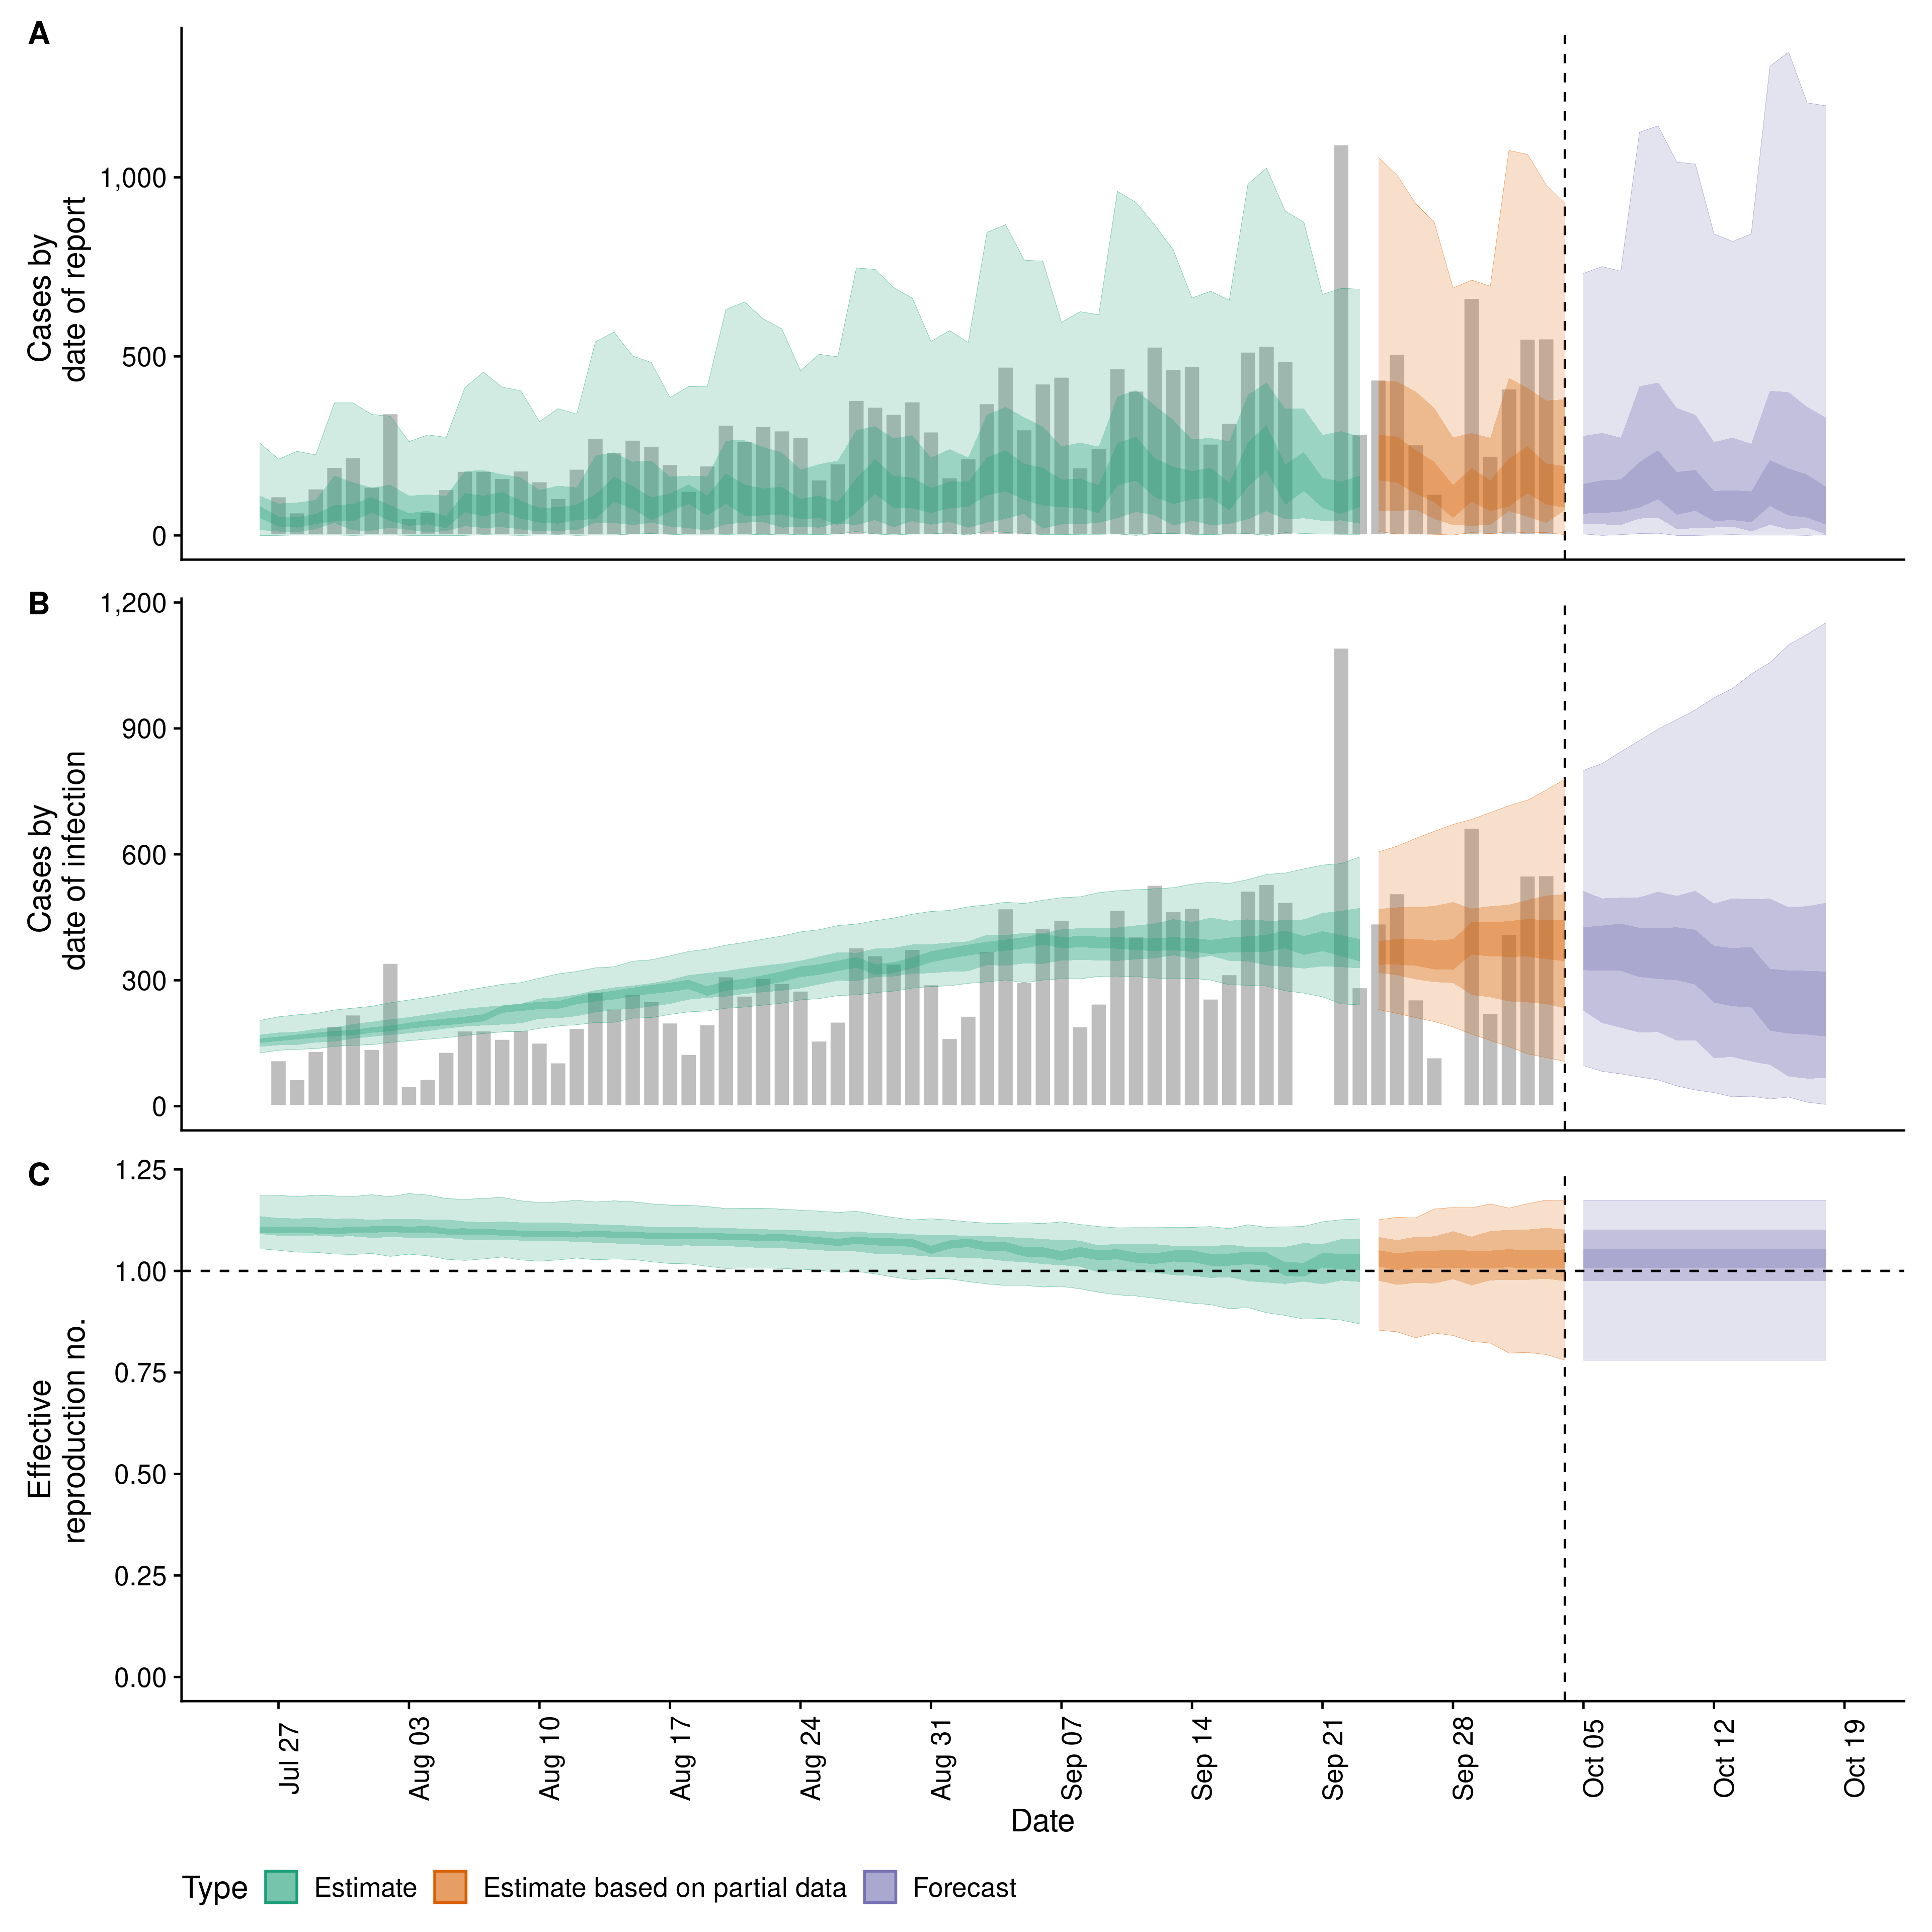 A
Cases by
date of report
1,000
500
0
B
Cases by
date of infection
1,200
900
600
300
0
C
Effective
reproduction no.
1.25
1.00
0.75
0.50
0.25
0.00
Jul 27
Aug 03
Aug 10
Aug 17
Aug 24
Aug 31
Sep 07
Sep 14
Sep 21
Sep 28
Oct 05
Oct 12
Oct 19
Date
Type Estimate Estimate based on partial data Forecast